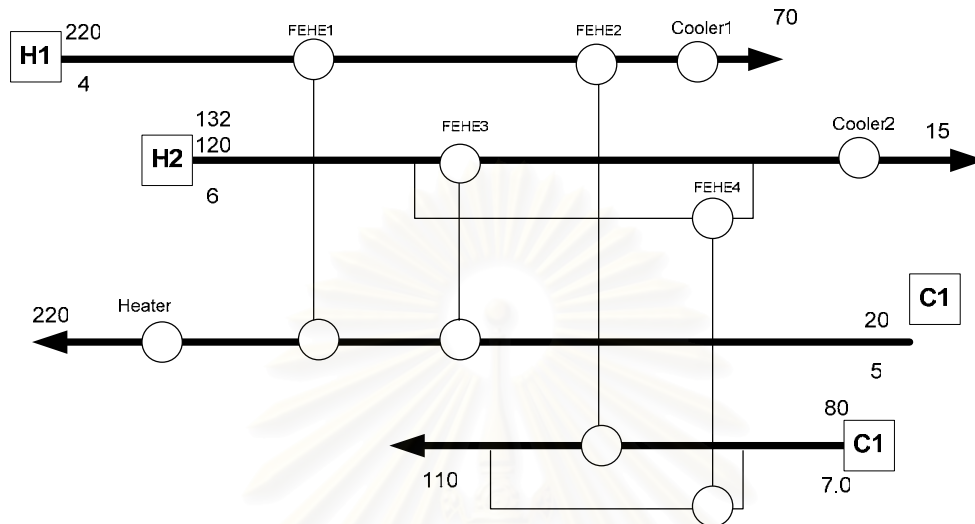 220
FEHE1
FEHE2
Cooler1
70
H1
4
132
120
FEHE3
Cooler2
15
H2
6
FEHE4
C1
220
Heater
20
5
80
C1
110
7.0